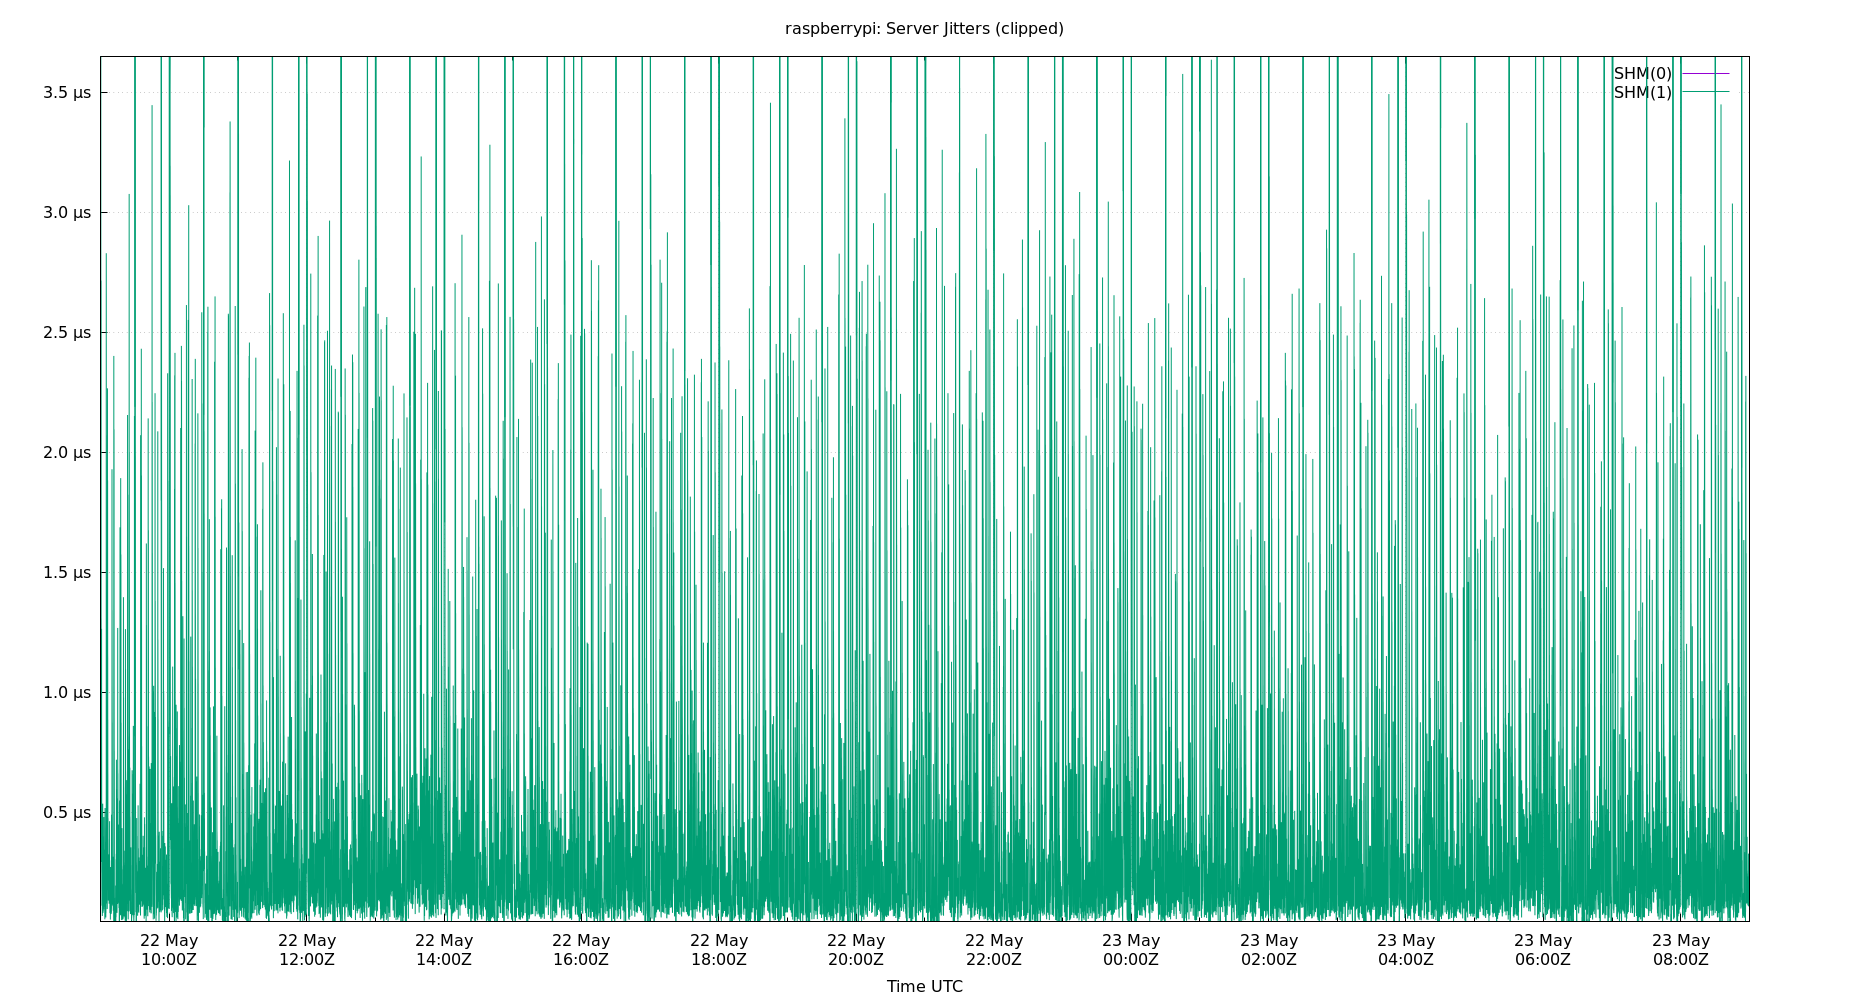 raspberrypi: Server Jitters (clipped)
SHM(0)
SHM(1)
3.5 µs
3.0 µs
2.5 µs
2.0 µs
1.5 µs
1.0 µs
0.5 µs
22 May 22 May 22 May 22 May 22 May 22 May 22 May 23 May 23 May 23 May 23 May 23 May
10:00Z 12:00Z 14:00Z 16:00Z 18:00Z 20:00Z 22:00Z 00:00Z 02:00Z 04:00Z 06:00Z 08:00Z
Time UTC